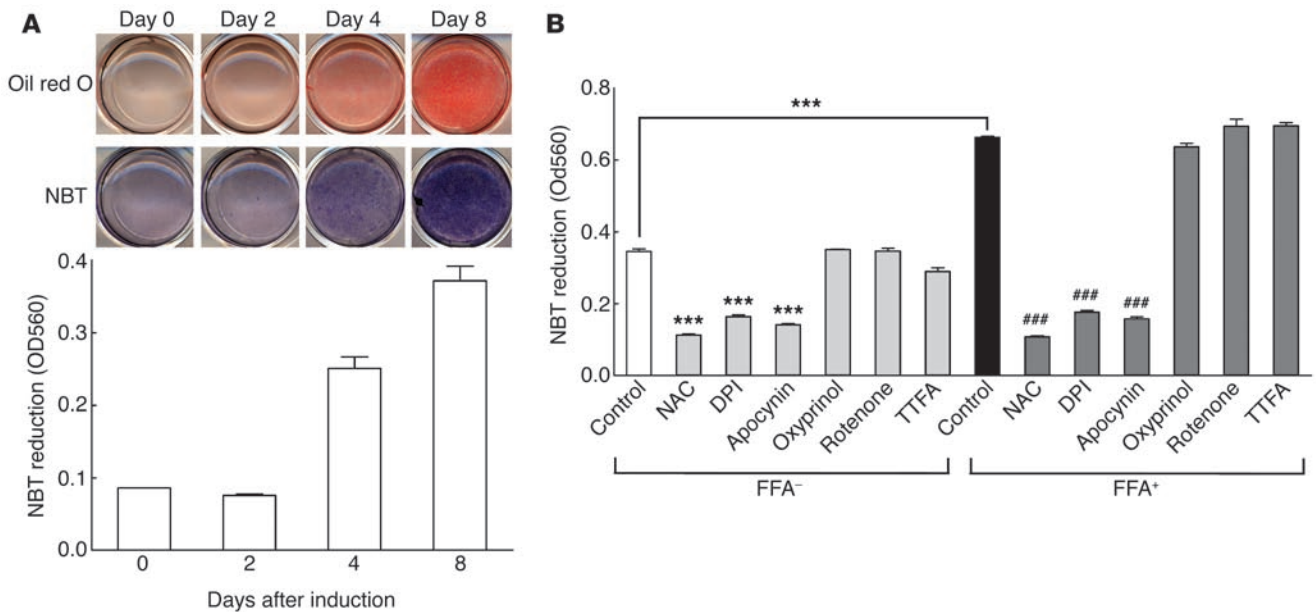 A
Day 0 Day 2 Day 4 Day 8
Oil red O
NBT
NBT reduction (OD560)
0.4
0.3
0.2
0.1
0.0
0 2 4 8
Days after induction
B
NBT reduction (Od560)
0.8
0.6
0.4
0.2
0.0
***
*** *** ***
### ### ###
Control NAC DPI Apocynin Oxyprinol Rotenone TTFA Control NAC DPI Apocynin Oxyprinol Rotenone TTFA
FFA⁻ FFA⁺